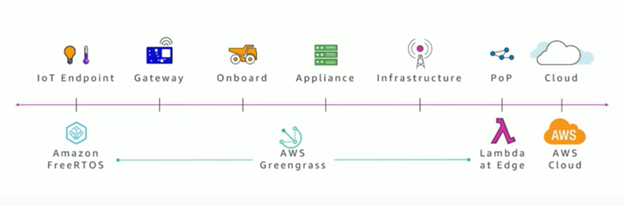 IoT Endpoint
Gateway
Onboard
Appliance
Infrastructure
PoP
Cloud
Amazon
FreeRTOS
AWS
Greengrass
Lambda
at Edge
AWS
AWS
Cloud